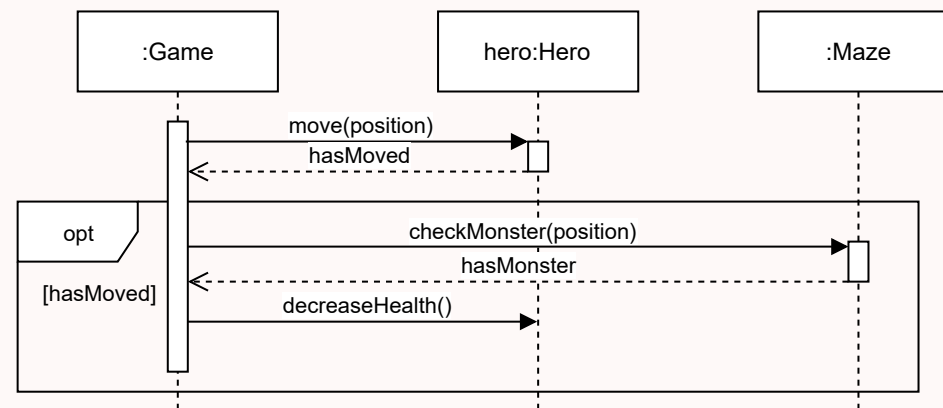 :Game
hero:Hero
:Maze
move(position)
hasMoved
opt
checkMonster(position)
hasMonster
[hasMoved]
decreaseHealth()